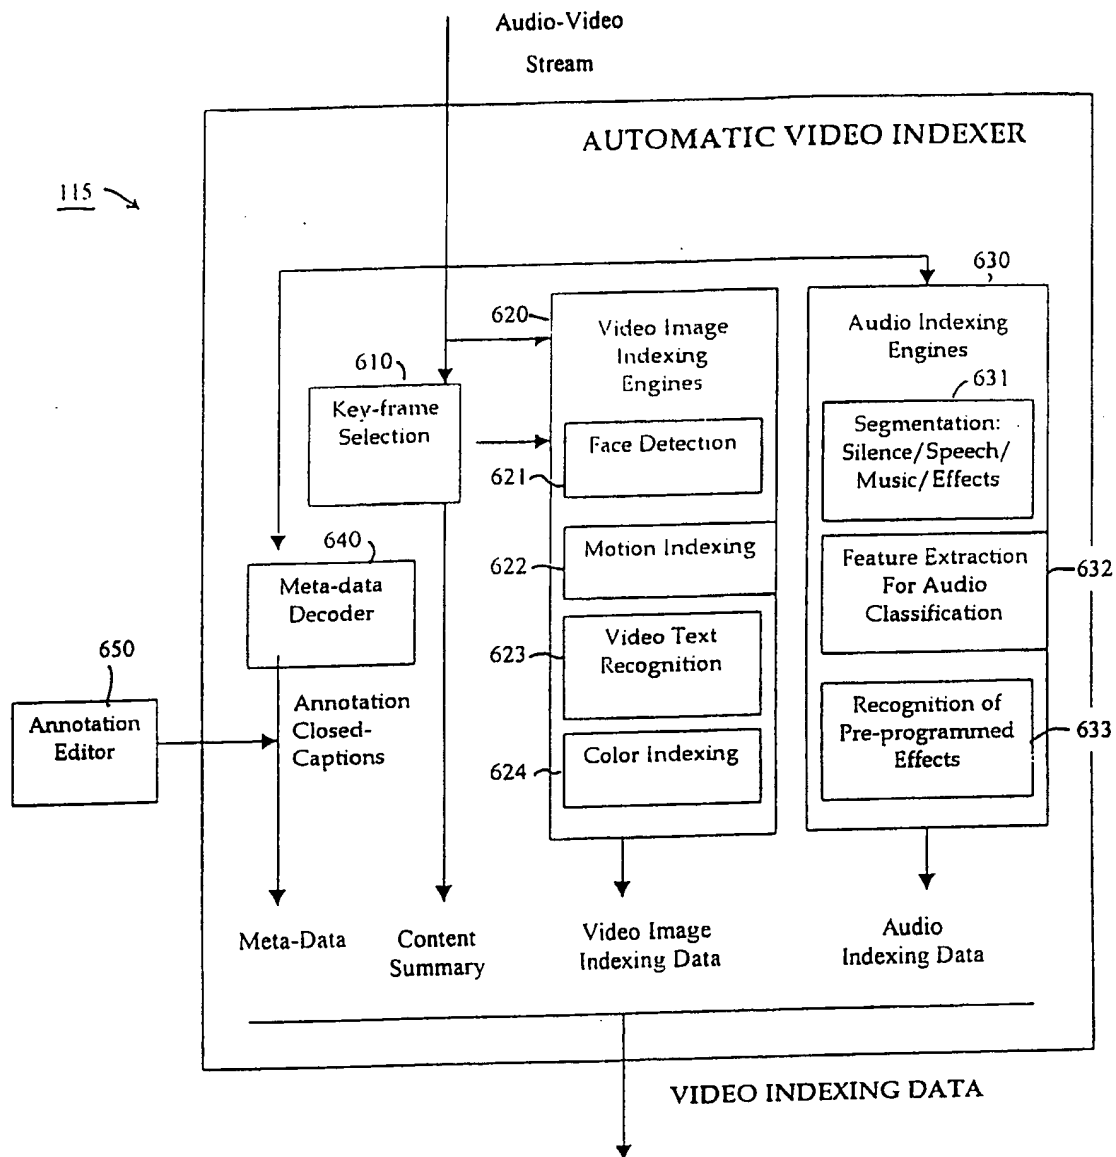 Audio-Video
Stream
AUTOMATIC VIDEO INDEXER
115
630
620
Video Image
Indexing
Engines
Audio Indexing
Engines
610
Key-frame
Selection
631
Segmentation:
Silence/Speech/
Music/Effects
Face Detection
621
640
Meta-data
Decoder
622
Motion Indexing
Feature Extraction
For Audio
Classification
632
650
Annotation
Editor
623
Video Text
Recognition
Annotation
Closed-
Captions
Recognition of
Pre-programmed
Effects
633
624
Color Indexing
Meta-Data
Content
Summary
Video Image
Indexing Data
Audio
Indexing Data
VIDEO INDEXING DATA